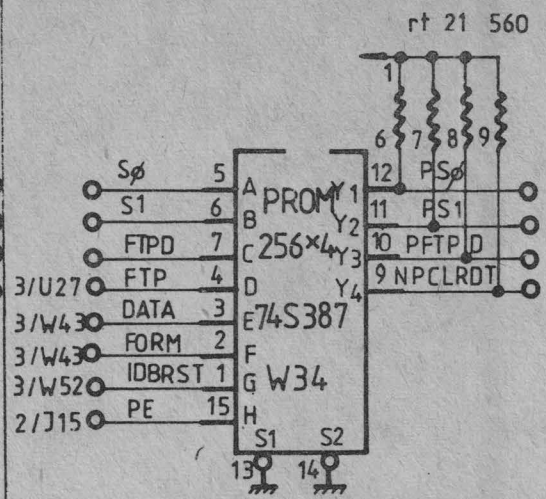 rt 21 560
1
6 7 8 9
SØ 5 A PROM Y1 12 PSØ
S1 6 B Y2 11 PS1
FTPD 7 C 256×4 Y3 10 PFTPD
3/U27 FTP 4 D Y4 9 NPCLRDT
3/W43 DATA 3 E 74S387
3/W43 FORM 2 F
3/W52 IDBRST 1 G W34
2/J15 PE 15 H
S1 S2
13 14